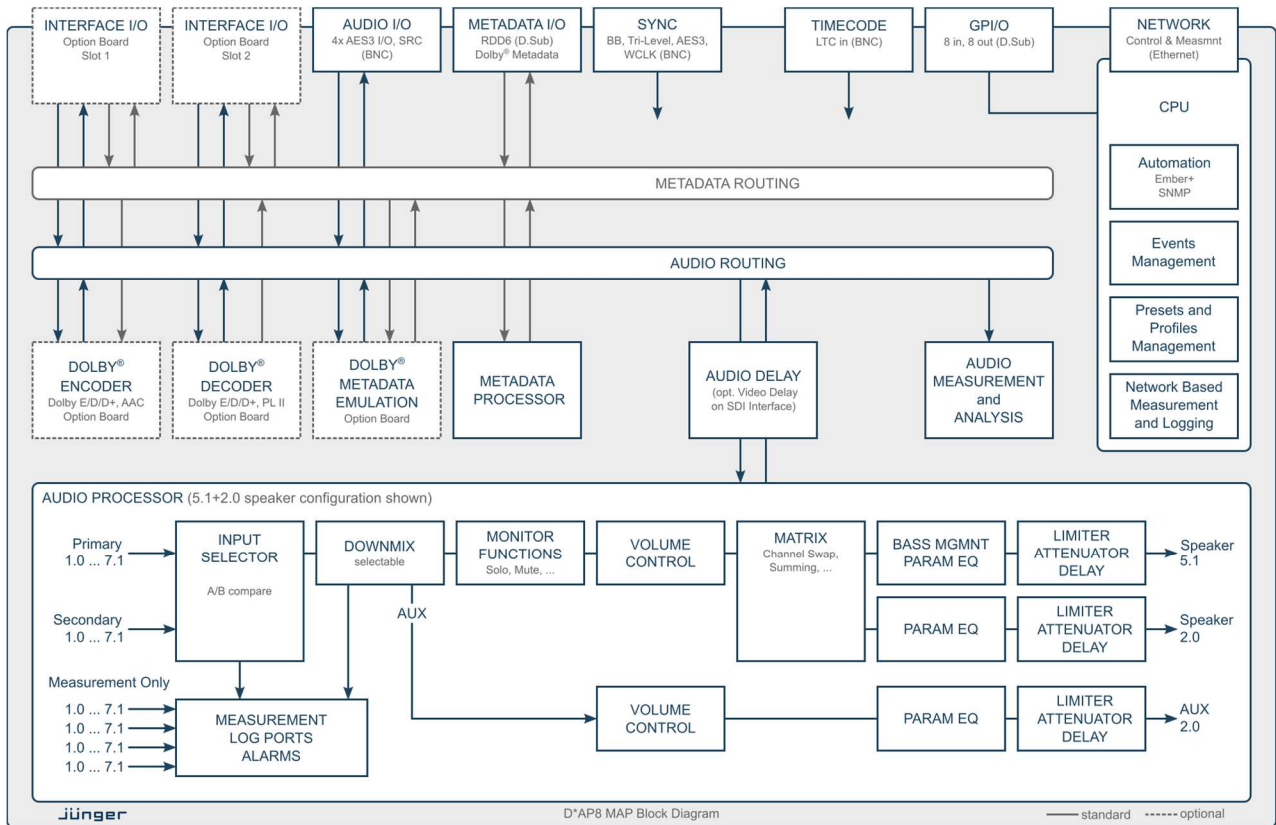 INTERFACE I/O
Option Board
Slot 1
INTERFACE I/O
Option Board
Slot 2
AUDIO I/O
4x AES3 I/O, SRC
(BNC)
METADATA I/O
RDD6 (D.Sub)
Dolby® Metadata
SYNC
BB, Tri-Level, AES3,
WCLK (BNC)
TIMECODE
LTC in (BNC)
GPI/O
8 in, 8 out (D.Sub)
NETWORK
Control & Measmnt
(Ethernet)
CPU
Automation
Ember+
SNMP
Events
Management
Presets and
Profiles
Management
Network Based
Measurement
and Logging
METADATA ROUTING
AUDIO ROUTING
DOLBY®
ENCODER
Dolby E/D/D+, AAC
Option Board
DOLBY®
DECODER
Dolby E/D/D+, PL II
Option Board
DOLBY®
METADATA
EMULATION
Option Board
METADATA
PROCESSOR
AUDIO DELAY
(opt. Video Delay
on SDI Interface)
AUDIO
MEASUREMENT
and
ANALYSIS
AUDIO PROCESSOR (5.1+2.0 speaker configuration shown)
Primary
1.0 ... 7.1
Secondary
1.0 ... 7.1
Measurement Only
1.0 ... 7.1
1.0 ... 7.1
1.0 ... 7.1
1.0 ... 7.1
INPUT
SELECTOR
A/B compare
MEASUREMENT
LOG PORTS
ALARMS
DOWNMIX
selectable
AUX
MONITOR
FUNCTIONS
Solo, Mute, ...
VOLUME
CONTROL
MATRIX
Channel Swap,
Summing, ...
BASS MGMNT
PARAM EQ
LIMITER
ATTENUATOR
DELAY
Speaker
5.1
PARAM EQ
LIMITER
ATTENUATOR
DELAY
Speaker
2.0
VOLUME
CONTROL
PARAM EQ
LIMITER
ATTENUATOR
DELAY
AUX
2.0
jünger
D*AP8 MAP Block Diagram
standard
optional